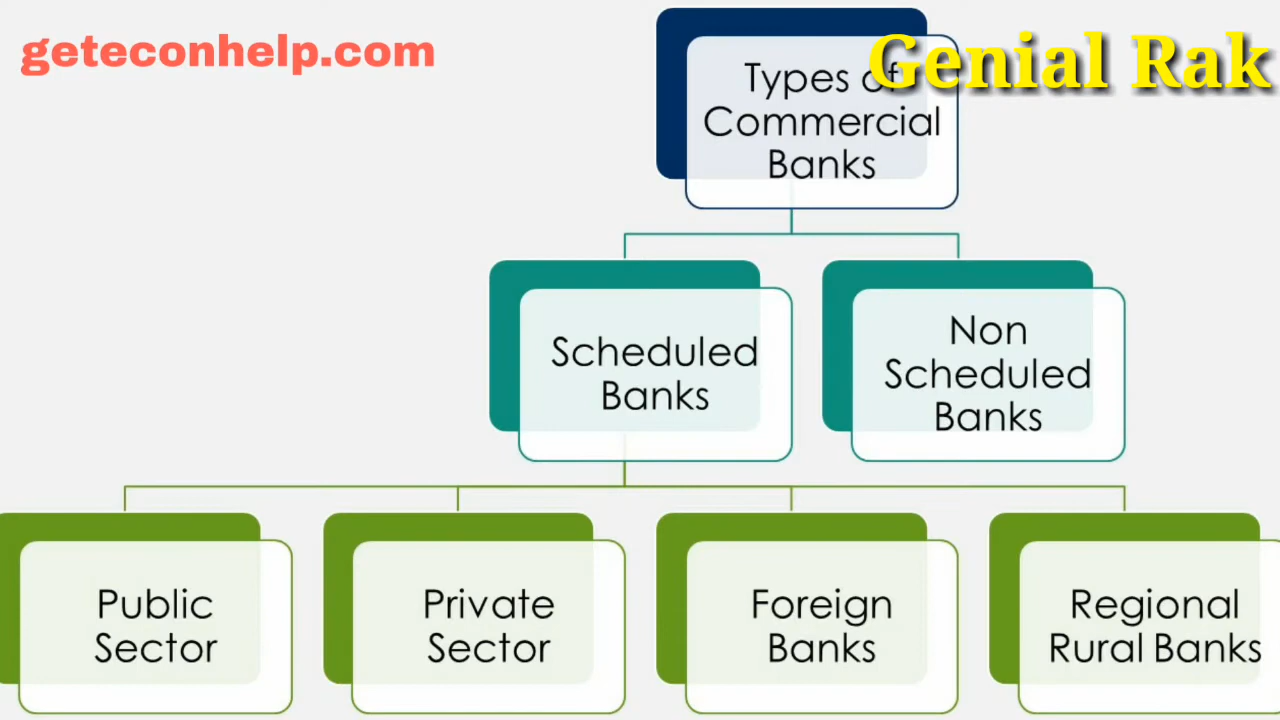 geteconhelp.com
Genial Rak
Types of
Commercial
Banks
Scheduled
Banks
Non
Scheduled
Banks
Public
Sector
Private
Sector
Foreign
Banks
Regional
Rural Banks